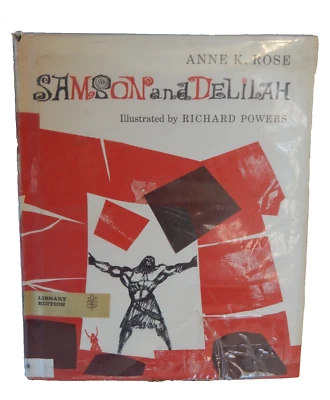 ANNE K. ROSE
SAMSON and DELILAH
Illustrated by RICHARD POWERS
LIBRARY
EDITION